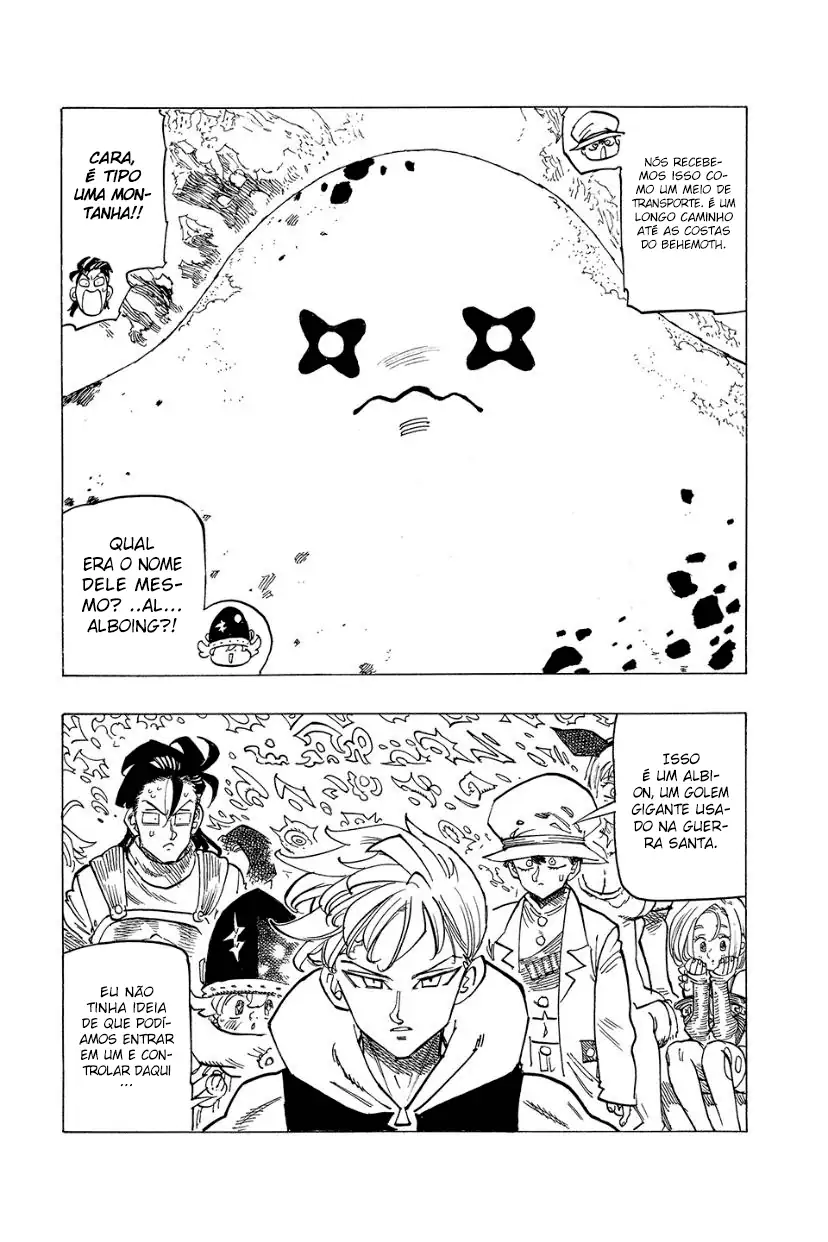 CARA,
É TIPO
UMA MON-
TANHA!!
NÓS RECEBE-
MOS ISSO CO-
MO UM MEIO DE
TRANSPORTE. É UM
LONGO CAMINHO
ATÉ AS COSTAS
DO BEHEMOTH.
QUAL
ERA O NOME
DELE MES-
MO? ..AL...
ALBOING?!
ISSO
É UM ALBI-
ON, UM GOLEM
GIGANTE USA-
DO NA GUER-
RA SANTA.
EU NÃO
TINHA IDEIA
DE QUE PODÍ-
AMOS ENTRAR
EM UM E CON-
TROLAR DAQUI
...